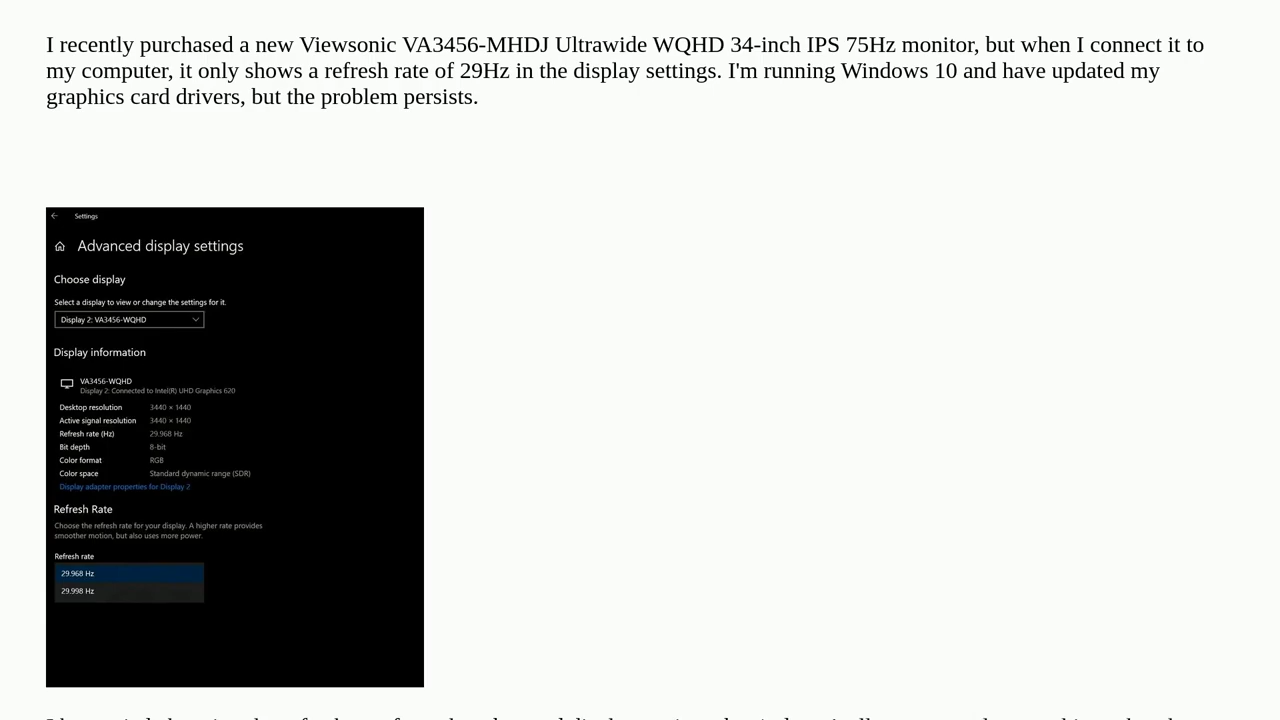 I recently purchased a new Viewsonic VA3456-MHDJ Ultrawide WQHD 34-inch IPS 75Hz monitor, but when I connect it to
my computer, it only shows a refresh rate of 29Hz in the display settings. I'm running Windows 10 and have updated my
graphics card drivers, but the problem persists.
Settings
Advanced display settings
Choose display
Select a display to view or change the settings for it.
Display 2: VA3456-WQHD
Display information
VA3456-WQHD
Display 2: Connected to Intel(R) UHD Graphics 620
Desktop resolution 3440 × 1440
Active signal resolution 3440 × 1440
Refresh rate (Hz) 29.968 Hz
Bit depth 8-bit
Color format RGB
Color space Standard dynamic range (SDR)
Display adapter properties for Display 2
Refresh Rate
Choose the refresh rate for your display. A higher rate provides
smoother motion, but also uses more power.
Refresh rate
29.968 Hz
29.998 Hz